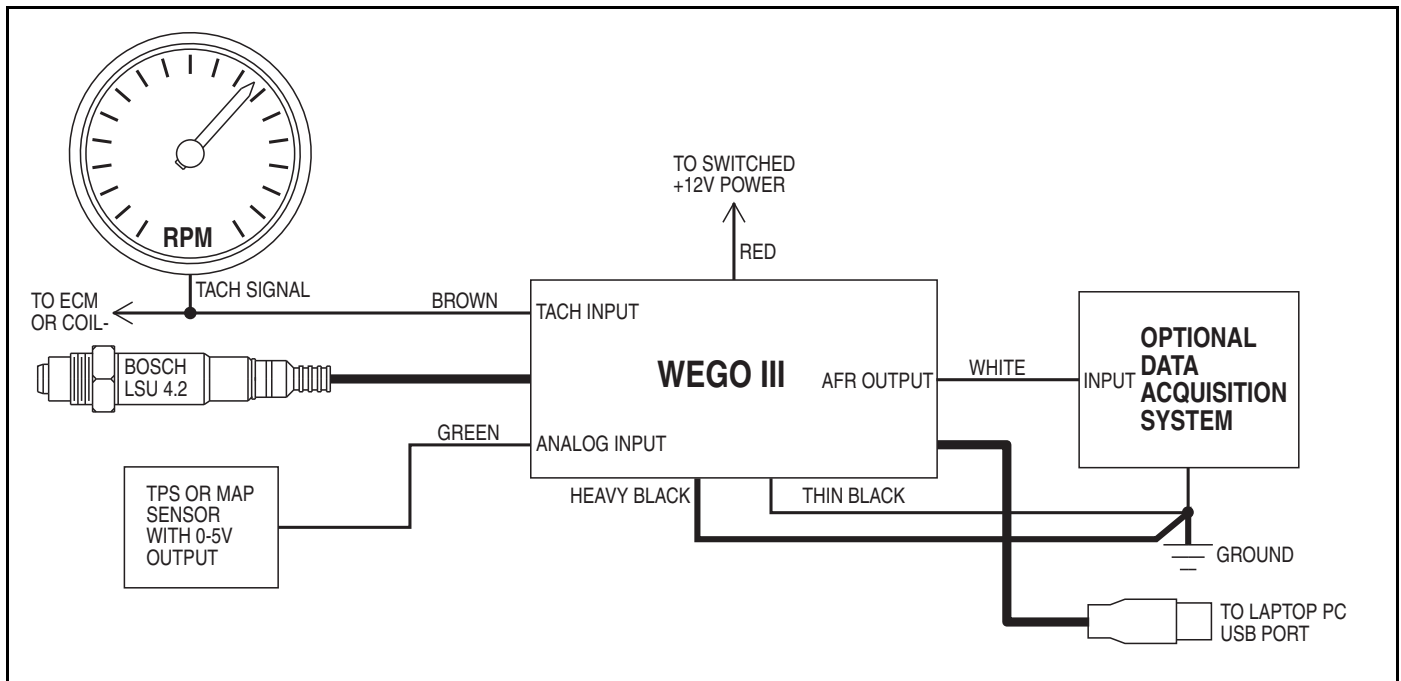 RPM
TACH SIGNAL
TO ECM
OR COIL-
BROWN
TACH INPUT
TO SWITCHED
+12V POWER
RED
BOSCH
LSU 4.2
WEGO III
AFR OUTPUT
WHITE
INPUT
OPTIONAL
DATA
ACQUISITION
SYSTEM
GREEN
ANALOG INPUT
TPS OR MAP
SENSOR
WITH 0-5V
OUTPUT
HEAVY BLACK
THIN BLACK
GROUND
TO LAPTOP PC
USB PORT